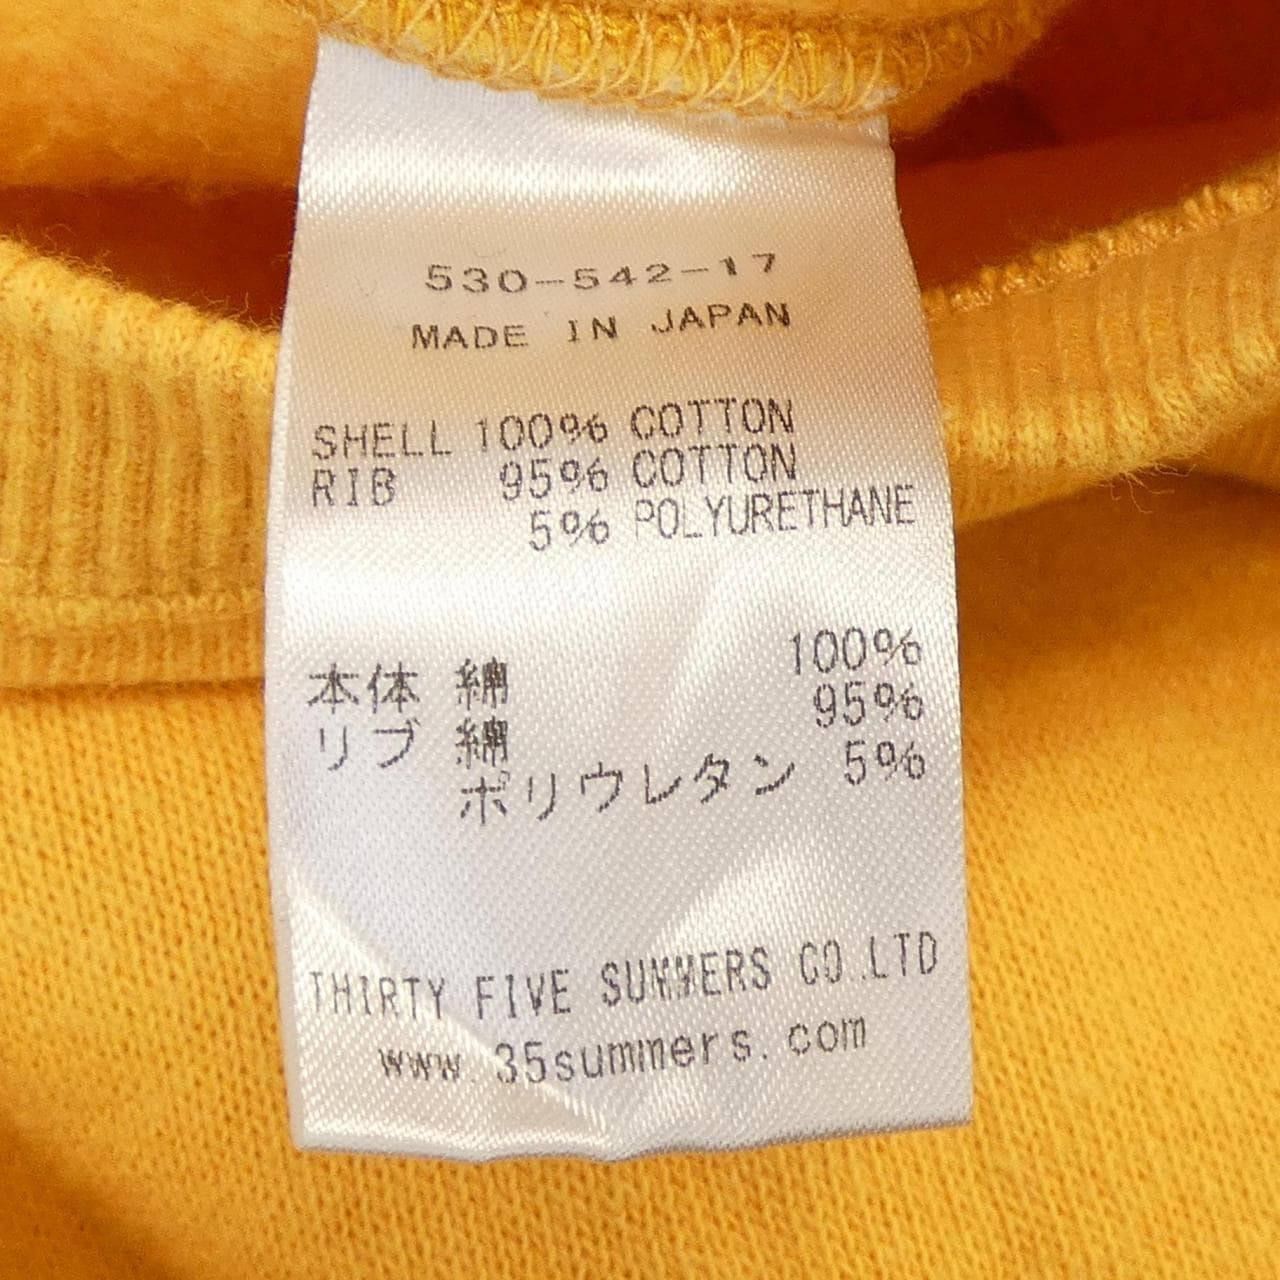 530-542-17
MADE IN JAPAN
SHELL 100% COTTON
RIB 95% COTTON
5% POLYURETHANE
本体 綿 100%
リブ 綿 95%
ポリウレタン 5%
THIRTY FIVE SUMMERS CO.LTD
www.35summers.com